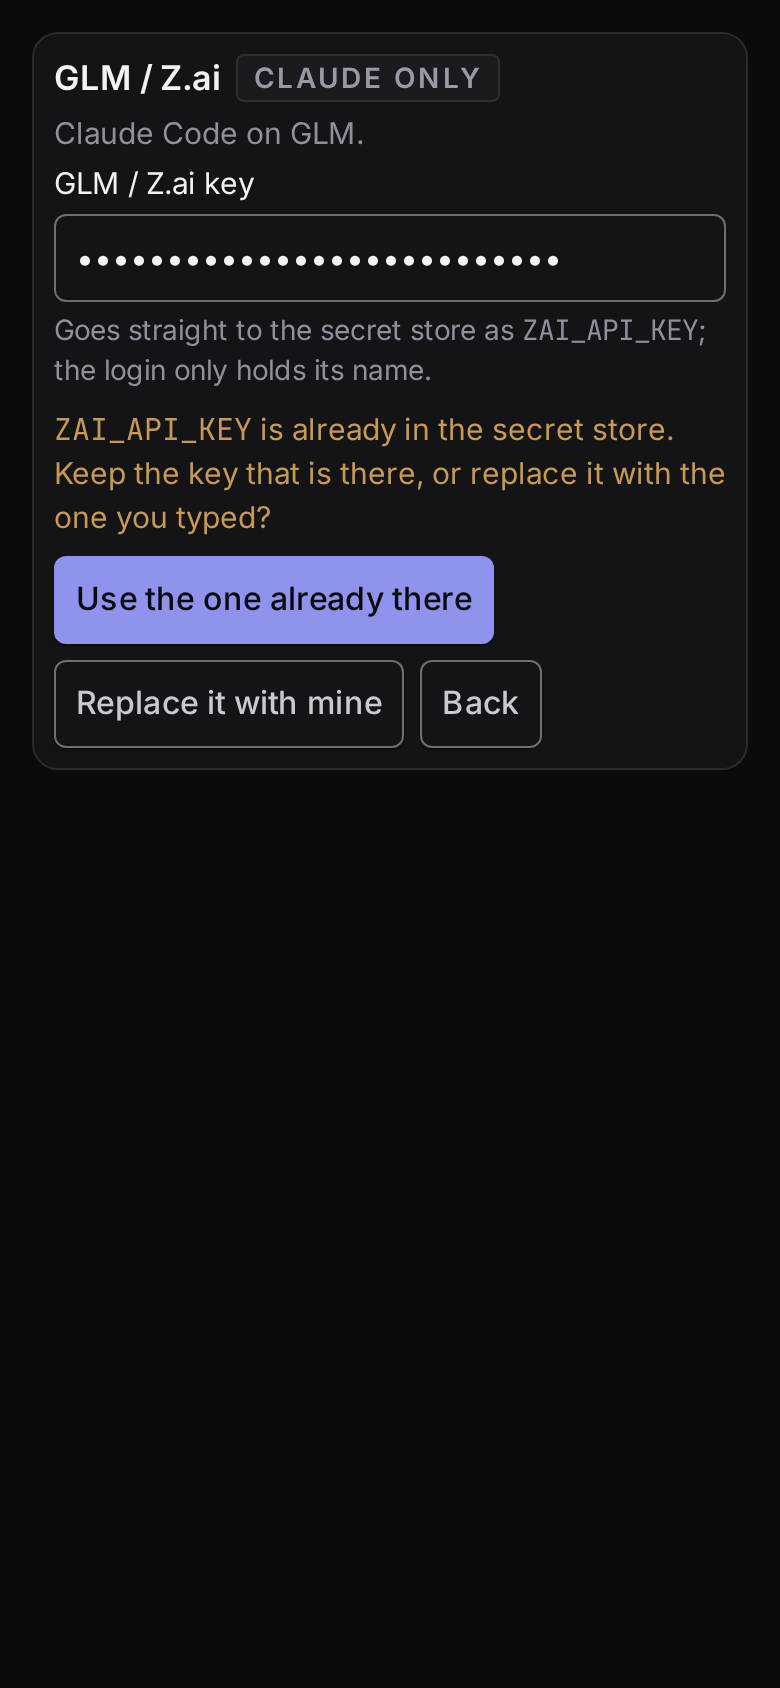 GLM / Z.ai CLAUDE ONLY
Claude Code on GLM.
GLM / Z.ai key
•••••••••••••••••••••••••••
Goes straight to the secret store as ZAI_API_KEY;
the login only holds its name.
ZAI_API_KEY is already in the secret store.
Keep the key that is there, or replace it with the
one you typed?
Use the one already there
Replace it with mine Back